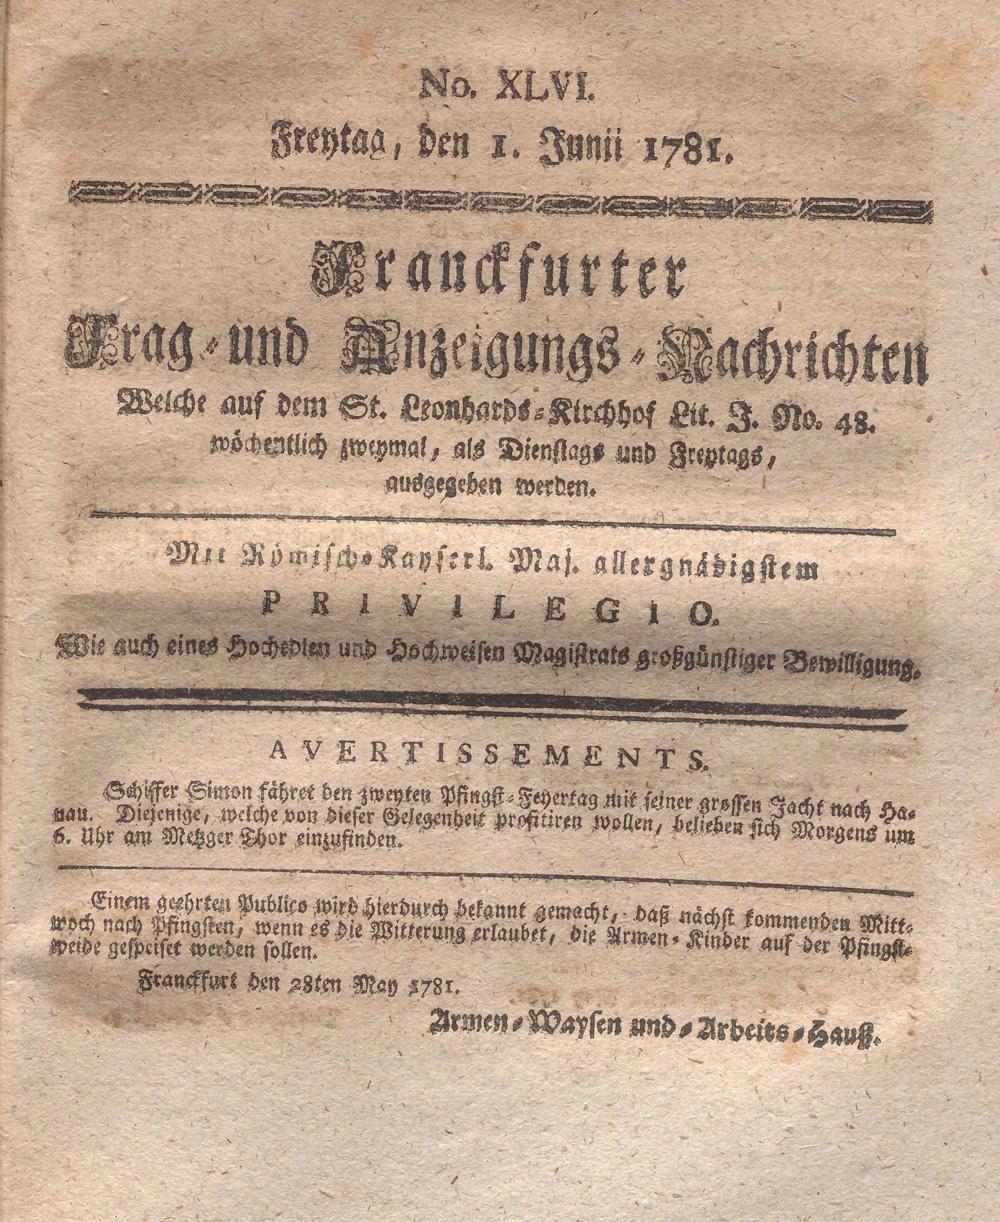 No. XLVI.
Freytag, den 1. Junii 1781.
Franckfurter
Frag- und Anzeigungs-Nachrichten
Welche auf dem St. Leonhards-Kirchhof Lit. J. No. 48.
wöchentlich zweymal, als Dienstags und Freytags,
ausgegeben werden.
Mit Römisch-Kayserl. Maj. allergnädigstem
PRIVILEGIO.
Wie auch eines Hochedlen und Hochweisen Magistrats großgünstiger Bewilligung.
AVERTISSEMENTS.
Schiffer Simon fähret den zweyten Pfingst-Feyertag mit seiner grossen Jacht nach Ha-
nau. Diejenige, welche von dieser Gelegenheit profitiren wollen, belieben sich Morgens um
6. Uhr am Metzger Thor einzufinden.
Einem geehrten Publico wird hierdurch bekannt gemacht, daß nächst kommenden Mitt-
woch nach Pfingsten, wenn es die Witterung erlaubet, die Armen-Kinder auf der Pfingst-
weide gespeiset werden sollen.
Franckfurt den 28ten May 1781.
Armen-Waysen und-Arbeits-Hauß.